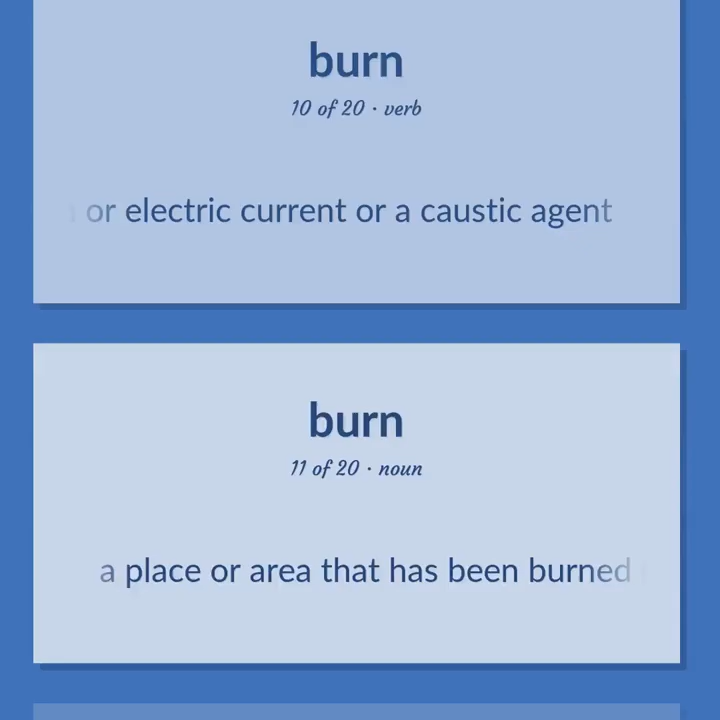 burn
10 of 20 · verb
or electric current or a caustic agent
burn
11 of 20 · noun
a place or area that has been burned